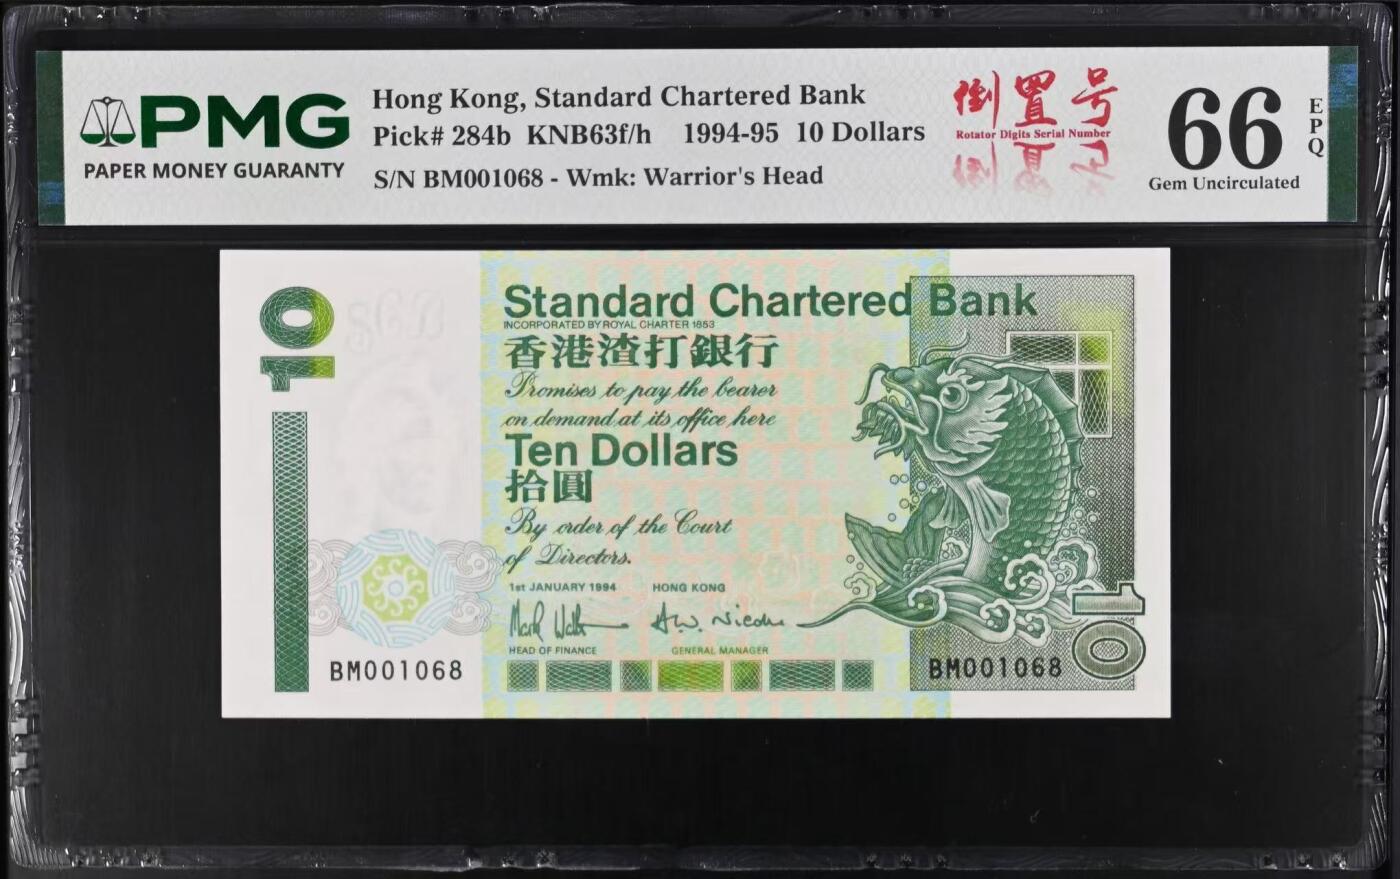 PMG
PAPER MONEY GUARANTY
Hong Kong, Standard Chartered Bank
Pick# 284b KNB63f/h 1994-95 10 Dollars
S/N BM001068 - Wmk: Warrior's Head
倒置号
Rotator Digits Serial Number
66 EPQ
Gem Uncirculated
10
Standard Chartered Bank
INCORPORATED BY ROYAL CHARTER 1853
香港渣打銀行
Promises to pay the bearer
on demand at its office here
Ten Dollars
拾圓
By order of the Court
of Directors.
1st JANUARY 1994 HONG KONG
HEAD OF FINANCE GENERAL MANAGER
BM001068 BM001068
10